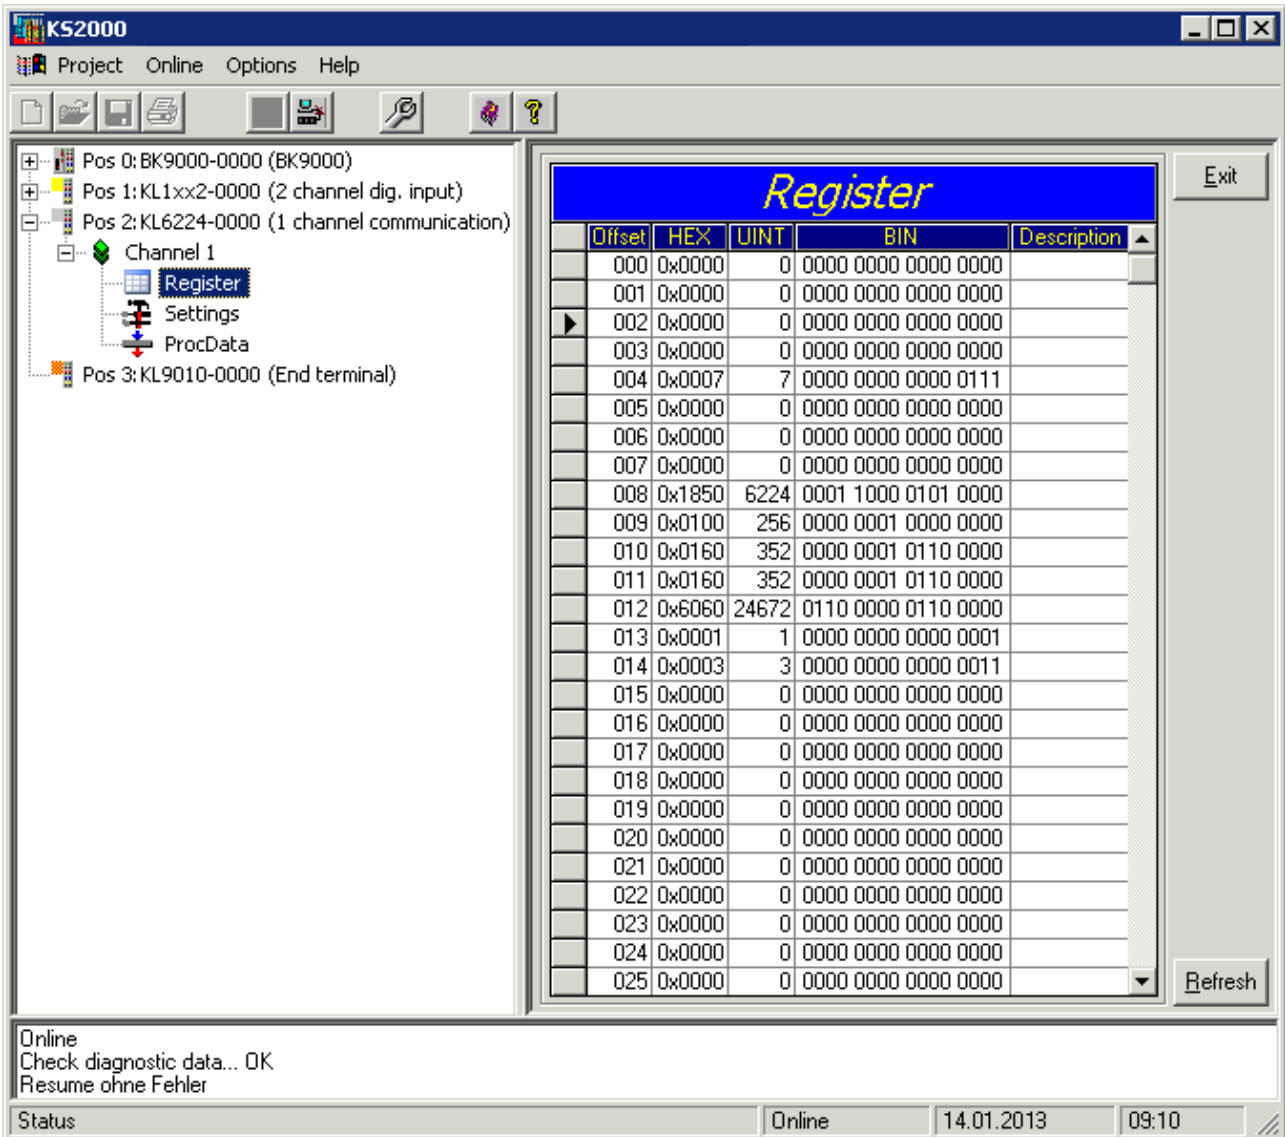 KS2000
Project Online Options Help
Pos 0: BK9000-0000 (BK9000)
Pos 1: KL1xx2-0000 (2 channel dig. input)
Pos 2: KL6224-0000 (1 channel communication)
Channel 1
Register
Settings
ProcData
Pos 3: KL9010-0000 (End terminal)
Register
Offset HEX UINT BIN Description
000 0x0000 0 0000 0000 0000 0000
001 0x0000 0 0000 0000 0000 0000
002 0x0000 0 0000 0000 0000 0000
003 0x0000 0 0000 0000 0000 0000
004 0x0007 7 0000 0000 0000 0111
005 0x0000 0 0000 0000 0000 0000
006 0x0000 0 0000 0000 0000 0000
007 0x0000 0 0000 0000 0000 0000
008 0x1850 6224 0001 1000 0101 0000
009 0x0100 256 0000 0001 0000 0000
010 0x0160 352 0000 0001 0110 0000
011 0x0160 352 0000 0001 0110 0000
012 0x6060 24672 0110 0000 0110 0000
013 0x0001 1 0000 0000 0000 0001
014 0x0003 3 0000 0000 0000 0011
015 0x0000 0 0000 0000 0000 0000
016 0x0000 0 0000 0000 0000 0000
017 0x0000 0 0000 0000 0000 0000
018 0x0000 0 0000 0000 0000 0000
019 0x0000 0 0000 0000 0000 0000
020 0x0000 0 0000 0000 0000 0000
021 0x0000 0 0000 0000 0000 0000
022 0x0000 0 0000 0000 0000 0000
023 0x0000 0 0000 0000 0000 0000
024 0x0000 0 0000 0000 0000 0000
025 0x0000 0 0000 0000 0000 0000
Exit
Refresh
Online
Check diagnostic data... OK
Resume ohne Fehler
Status Online 14.01.2013 09:10